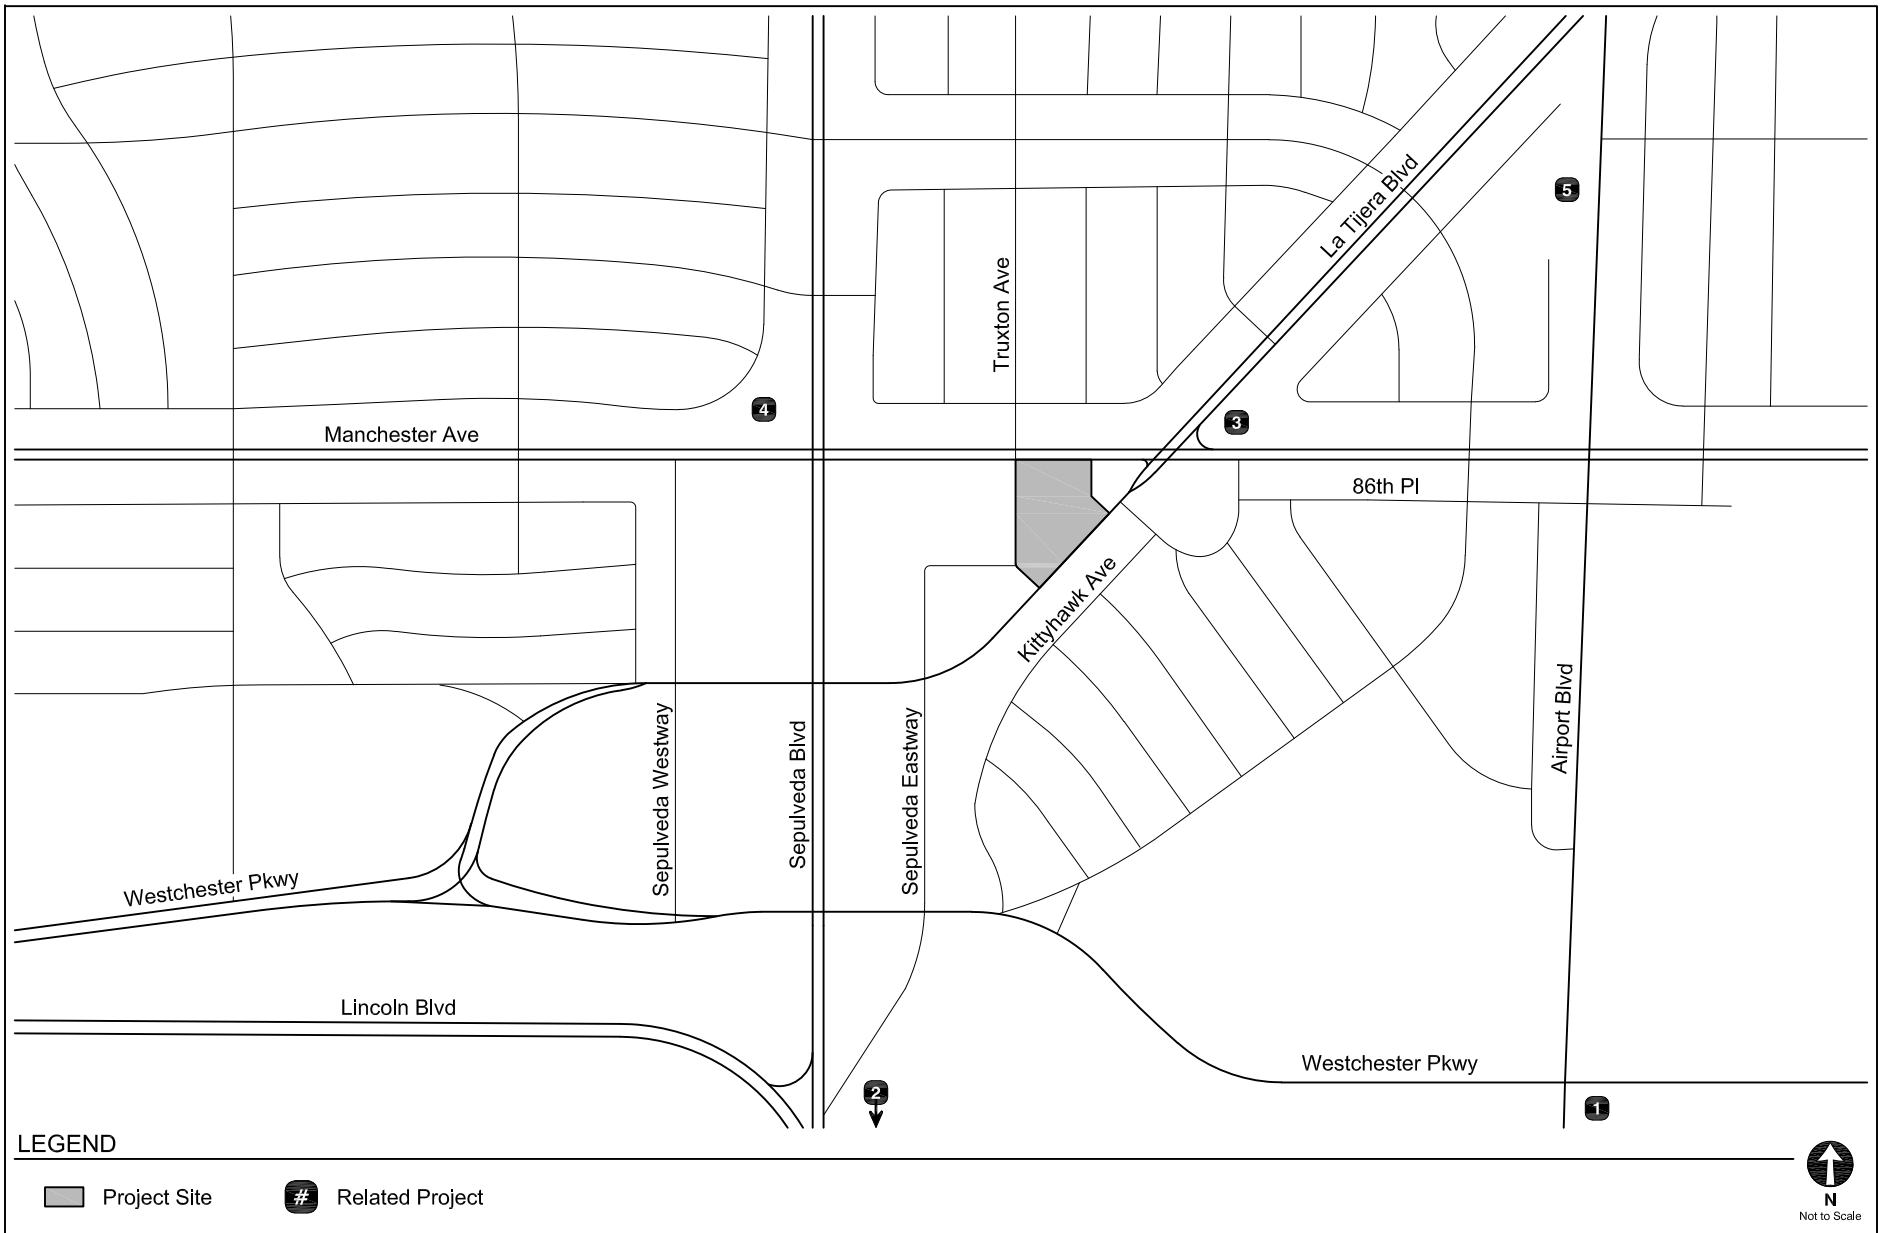 La Tijera Blvd
5
Truxton Ave
4
3
Manchester Ave
86th Pl
Kittyhawk Ave
Airport Blvd
Sepulveda Westway
Sepulveda Blvd
Sepulveda Eastway
Westchester Pkwy
Lincoln Blvd
Westchester Pkwy
2
1
LEGEND
Project Site
# Related Project
N
Not to Scale